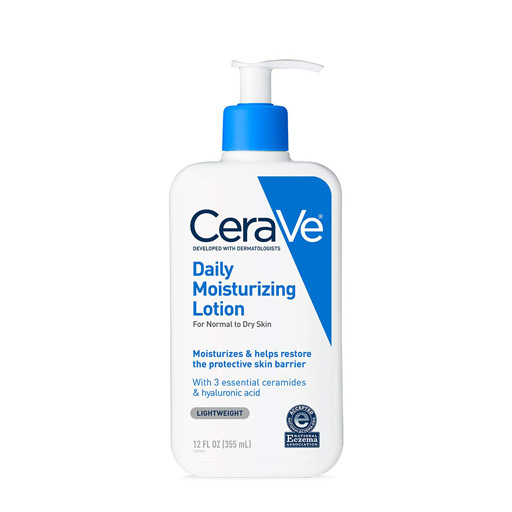 CeraVe®
DEVELOPED WITH DERMATOLOGISTS
Daily
Moisturizing
Lotion
For Normal to Dry Skin
Moisturizes & helps restore
the protective skin barrier
With 3 essential ceramides
& hyaluronic acid
LIGHTWEIGHT
12 FL OZ (355 mL)
ACCEPTED
e
NATIONAL
Eczema
ASSOCIATION